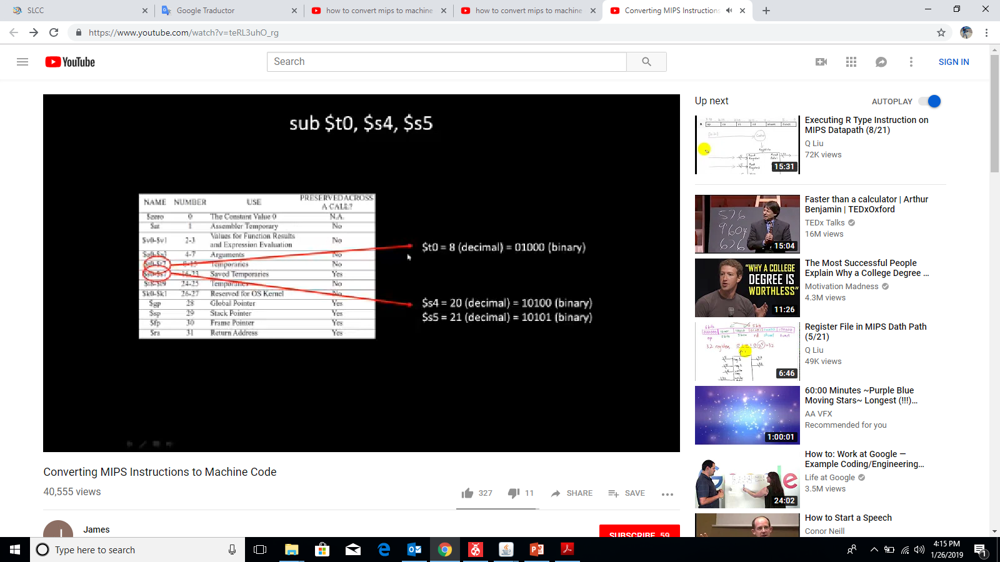 SLCC
Google Traductor
how to convert mips to machine
how to convert mips to machine
Converting MIPS Instructions
https://www.youtube.com/watch?v=teRL3uhO_rg
YouTube
Search
SIGN IN
sub $t0, $s4, $s5
NAME NUMBER USE PRESERVED ACROSS A CALL?
$zero 0 The Constant Value 0 N.A.
$at 1 Assembler Temporary No
$v0-$v1 2-3 Values for Function Results and Expression Evaluation No
$a0-$a3 4-7 Arguments No
$t0-$t7 8-15 Temporaries No
$s0-$s7 16-23 Saved Temporaries Yes
$t8-$t9 24-25 Temporaries No
$k0-$k1 26-27 Reserved for OS Kernel No
$gp 28 Global Pointer Yes
$sp 29 Stack Pointer Yes
$fp 30 Frame Pointer Yes
$ra 31 Return Address Yes
$t0 = 8 (decimal) = 01000 (binary)
$s4 = 20 (decimal) = 10100 (binary)
$s5 = 21 (decimal) = 10101 (binary)
Converting MIPS Instructions to Machine Code
40,555 views
327
11
SHARE
SAVE
James
SUBSCRIBE 59
Up next
AUTOPLAY
15:31
Executing R Type Instruction on
MIPS Datapath (8/21)
Q Liu
72K views
576
9604
676
15:04
Faster than a calculator | Arthur
Benjamin | TEDxOxford
TEDx Talks
16M views
"WHY A COLLEGE
DEGREE IS
WORTHLESS"
11:26
The Most Successful People
Explain Why a College Degree ...
Motivation Madness
4.3M views
6:46
Register File in MIPS Dath Path
(5/21)
Q Liu
49K views
1:00:01
60:00 Minutes ~Purple Blue
Moving Stars~ Longest (!!!)...
AA VFX
Recommended for you
24:02
How to: Work at Google —
Example Coding/Engineering...
Life at Google
3.5M views
How to Start a Speech
Conor Neill
Type here to search
4:15 PM
1/26/2019
1